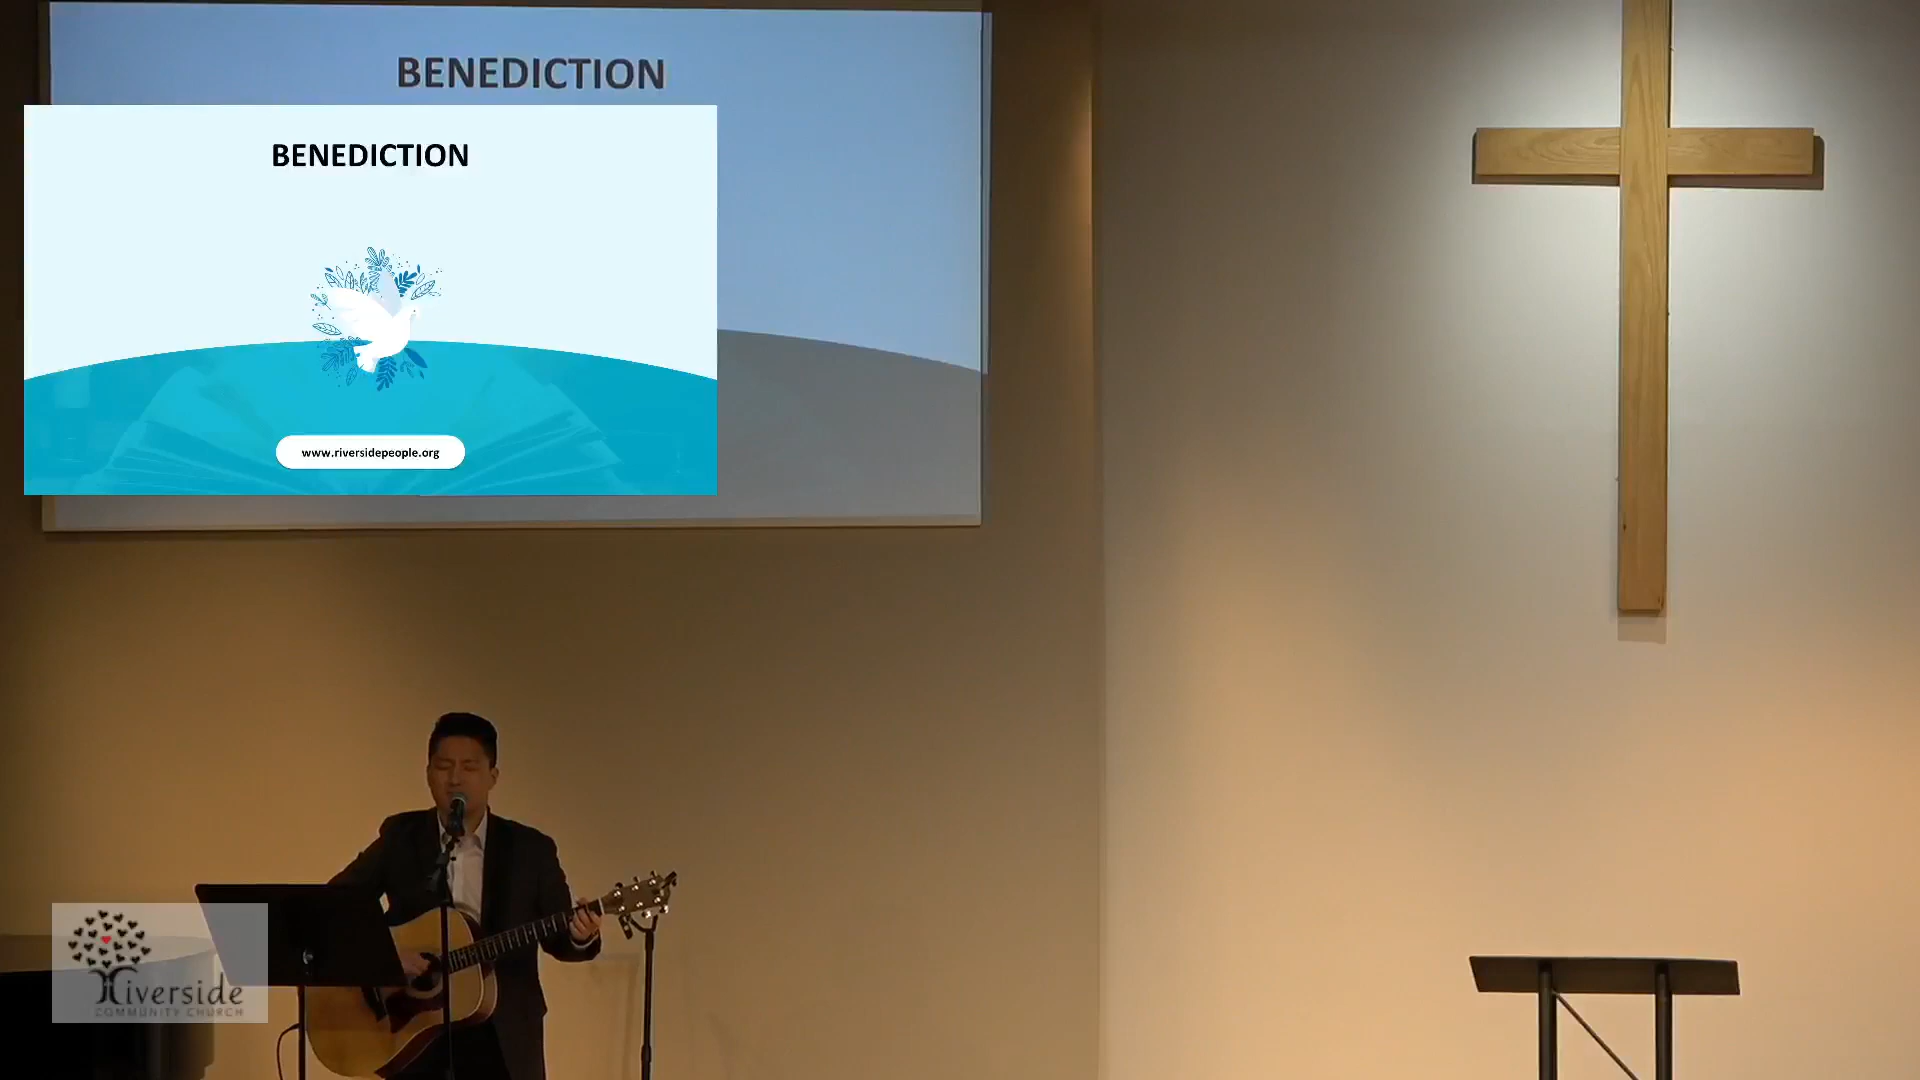 BENEDICTION
BENEDICTION
www.riversidepeople.org
Riverside
COMMUNITY CHURCH